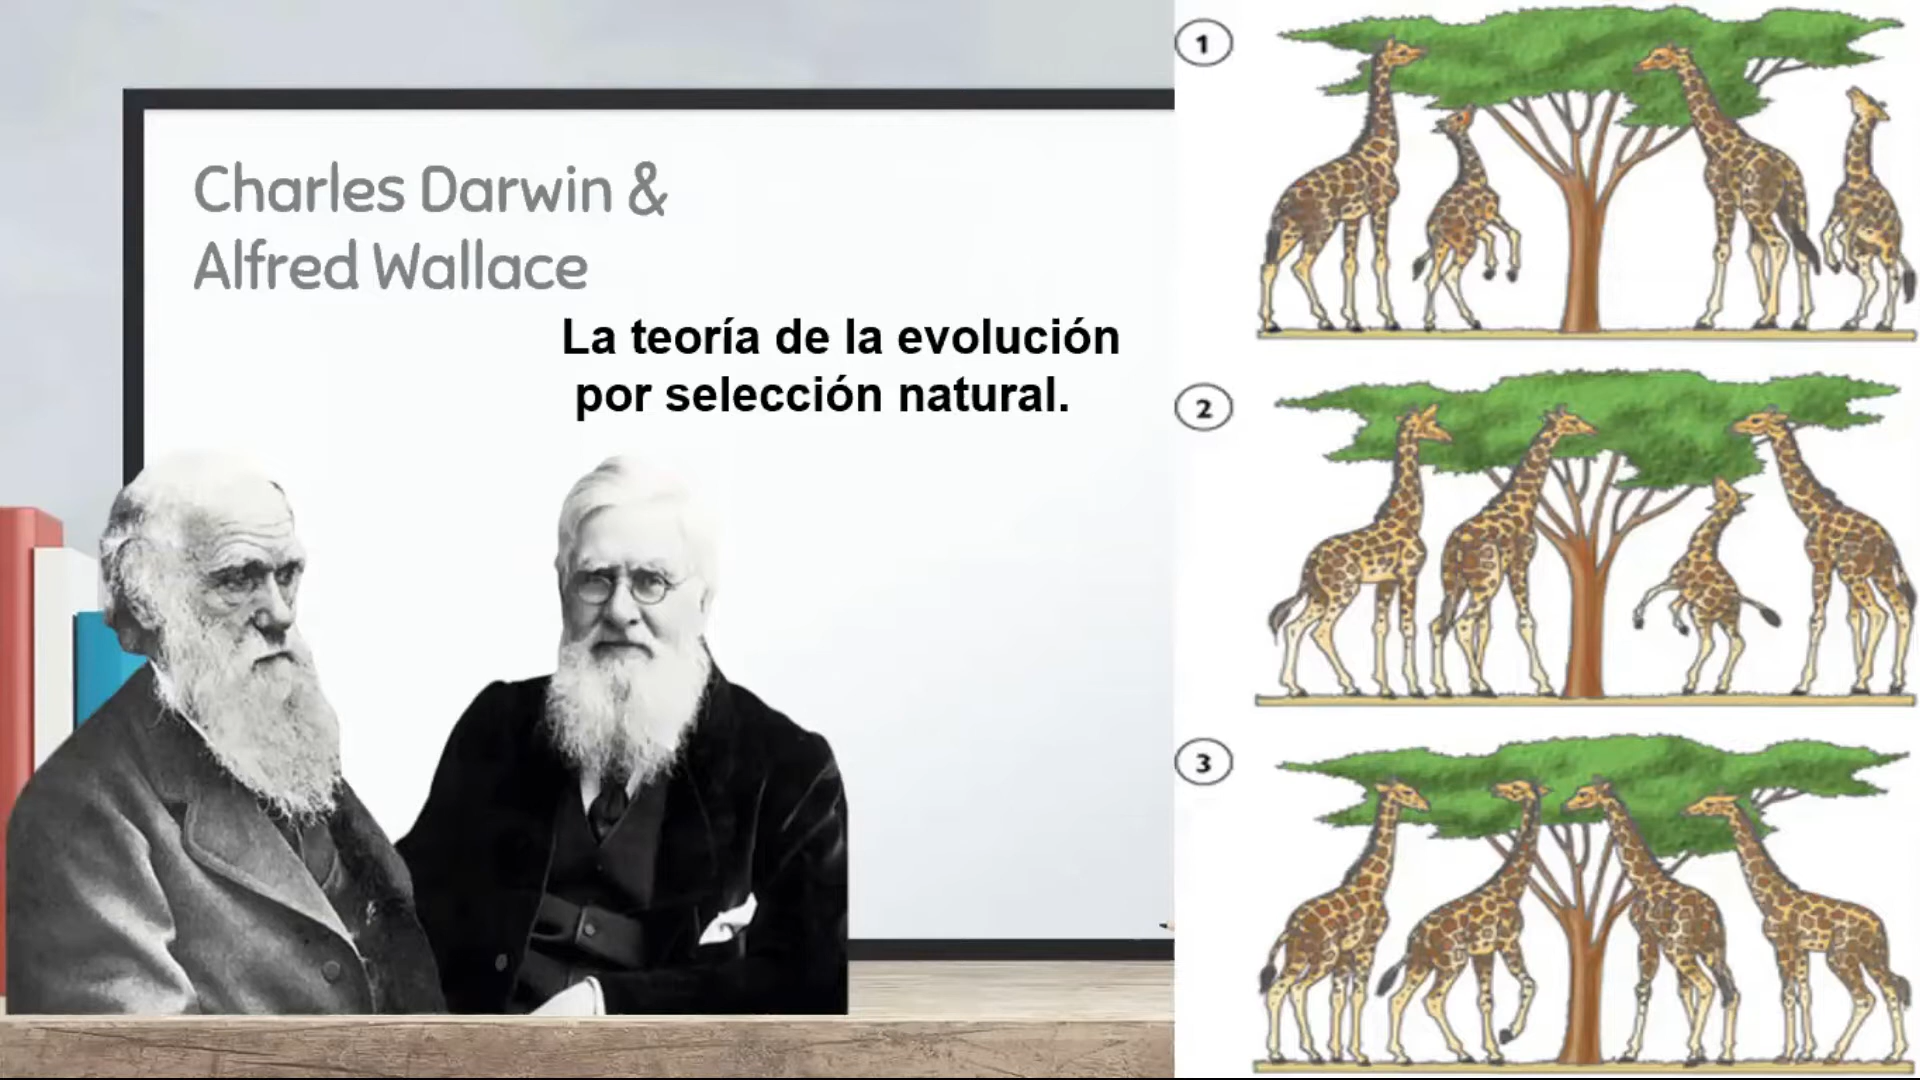 Charles Darwin &
Alfred Wallace
La teoría de la evolución
por selección natural.
1
2
3